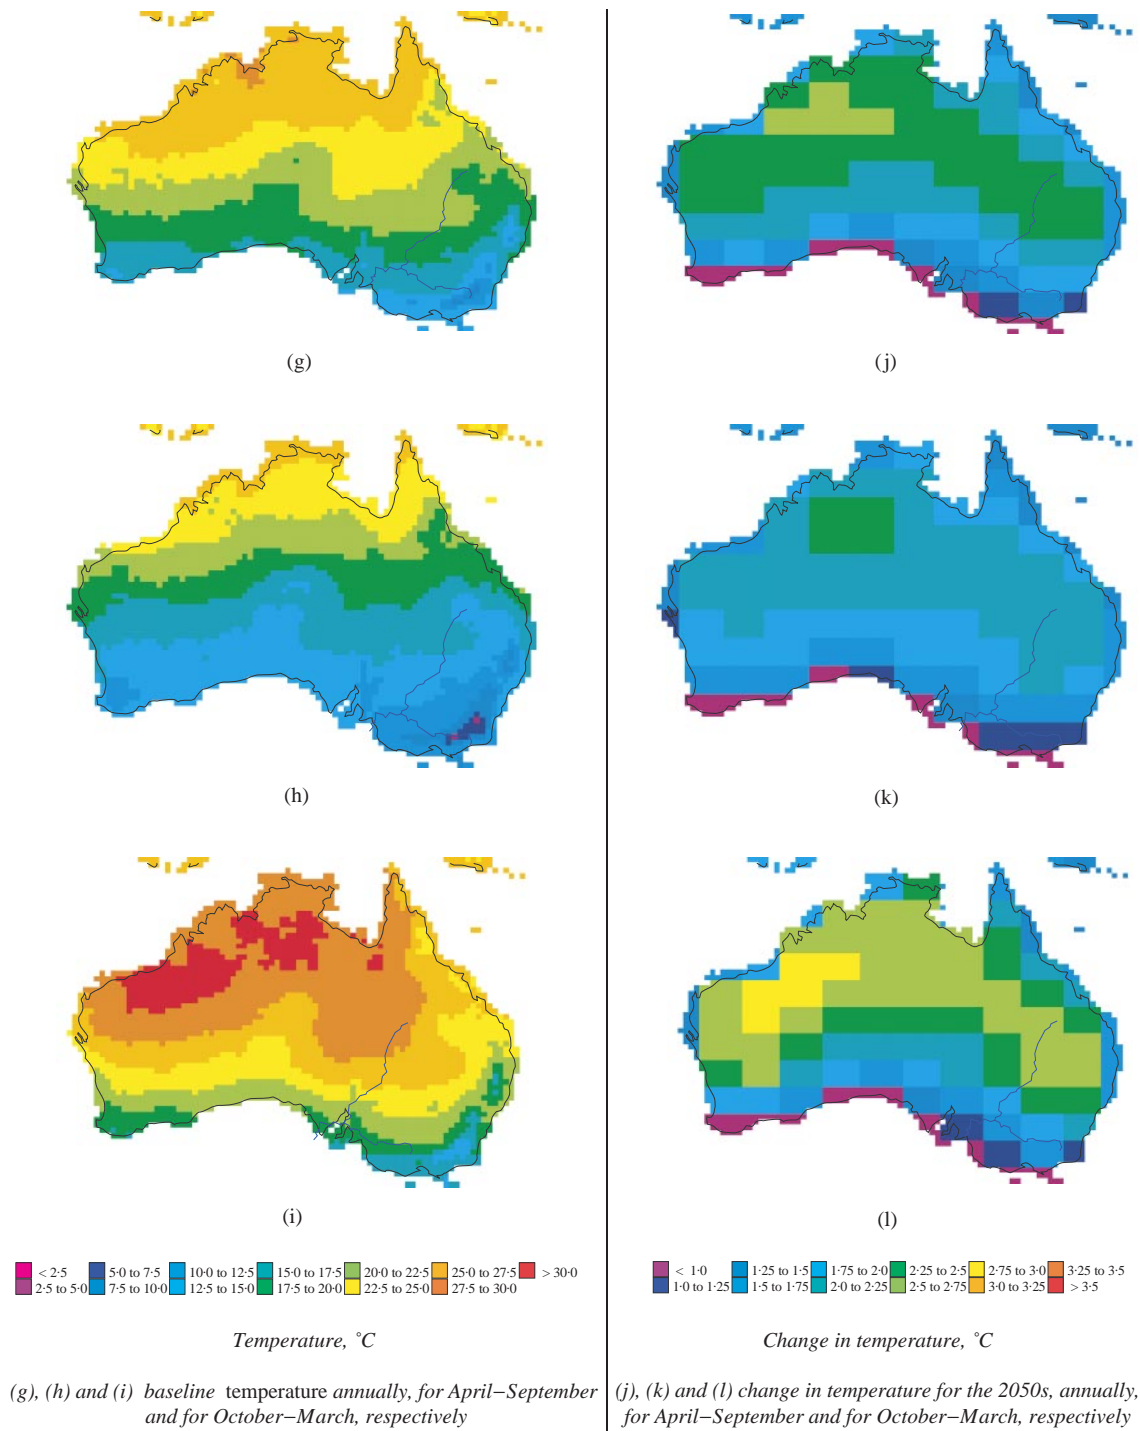 (g)
(j)
(h)
(k)
(i)
(l)
< 2·5 5·0 to 7·5 10·0 to 12·5 15·0 to 17·5 20·0 to 22·5 25·0 to 27·5 > 30·0
2·5 to 5·0 7·5 to 10·0 12·5 to 15·0 17·5 to 20·0 22·5 to 25·0 27·5 to 30·0
Temperature, °C
(g), (h) and (i) baseline temperature annually, for April–September
and for October–March, respectively
< 1·0 1·25 to 1·5 1·75 to 2·0 2·25 to 2·5 2·75 to 3·0 3·25 to 3·5
1·0 to 1·25 1·5 to 1·75 2·0 to 2·25 2·5 to 2·75 3·0 to 3·25 > 3·5
Change in temperature, °C
(j), (k) and (l) change in temperature for the 2050s, annually,
for April–September and for October–March, respectively